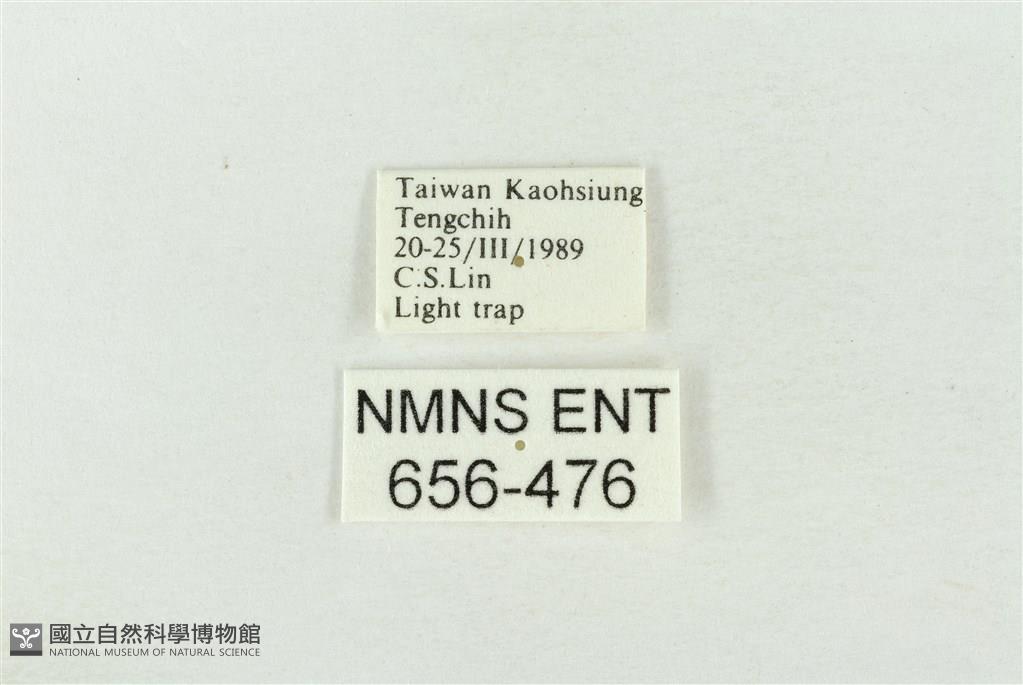 Taiwan Kaohsiung
Tengchih
20-25/III/1989
C.S.Lin
Light trap
NMNS ENT
656-476
國立自然科學博物館
NATIONAL MUSEUM OF NATURAL SCIENCE